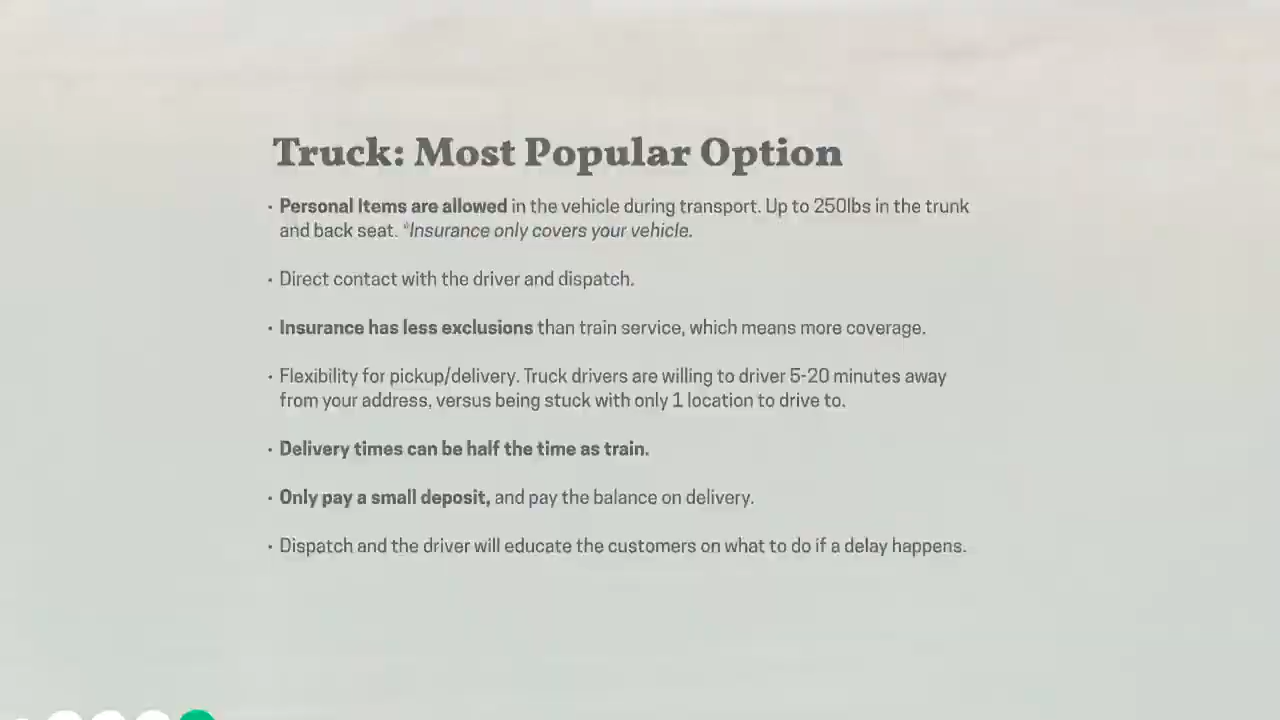 Truck: Most Popular Option
· Personal Items are allowed in the vehicle during transport. Up to 250lbs in the trunk
and back seat. *Insurance only covers your vehicle.
· Direct contact with the driver and dispatch.
· Insurance has less exclusions than train service, which means more coverage.
· Flexibility for pickup/delivery. Truck drivers are willing to driver 5-20 minutes away
from your address, versus being stuck with only 1 location to drive to.
· Delivery times can be half the time as train.
· Only pay a small deposit, and pay the balance on delivery.
· Dispatch and the driver will educate the customers on what to do if a delay happens.